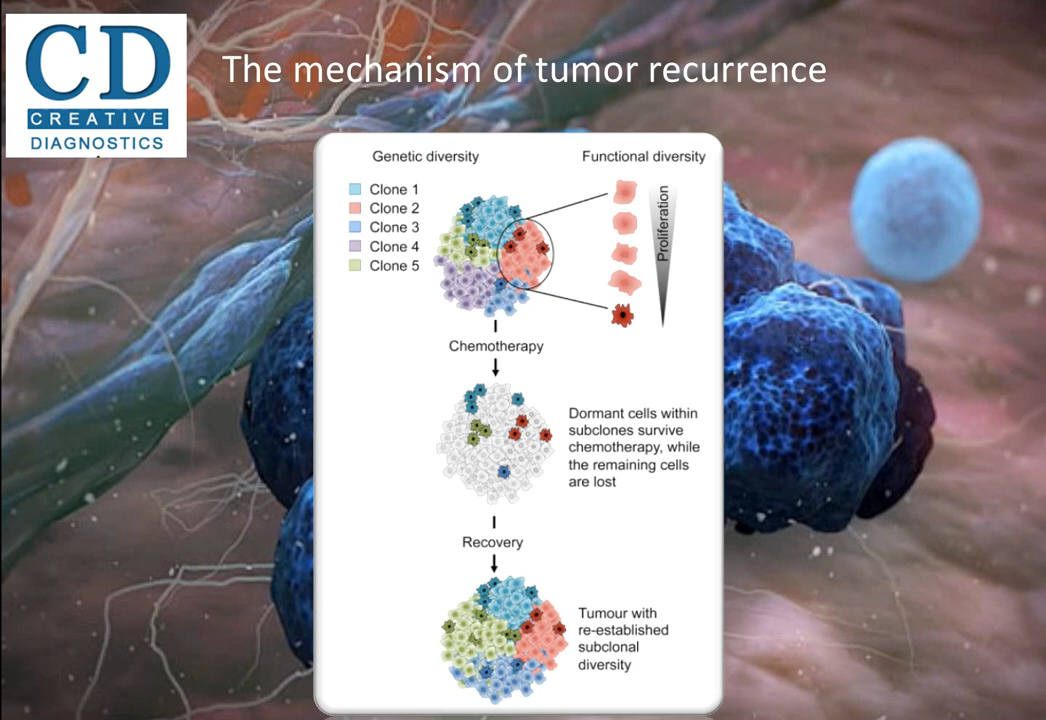 CD
CREATIVE
DIAGNOSTICS
The mechanism of tumor recurrence
Genetic diversity
Functional diversity
Clone 1
Clone 2
Clone 3
Clone 4
Clone 5
Proliferation
Chemotherapy
Dormant cells within
subclones survive
chemotherapy, while
the remaining cells
are lost
Recovery
Tumour with
re-established
subclonal
diversity